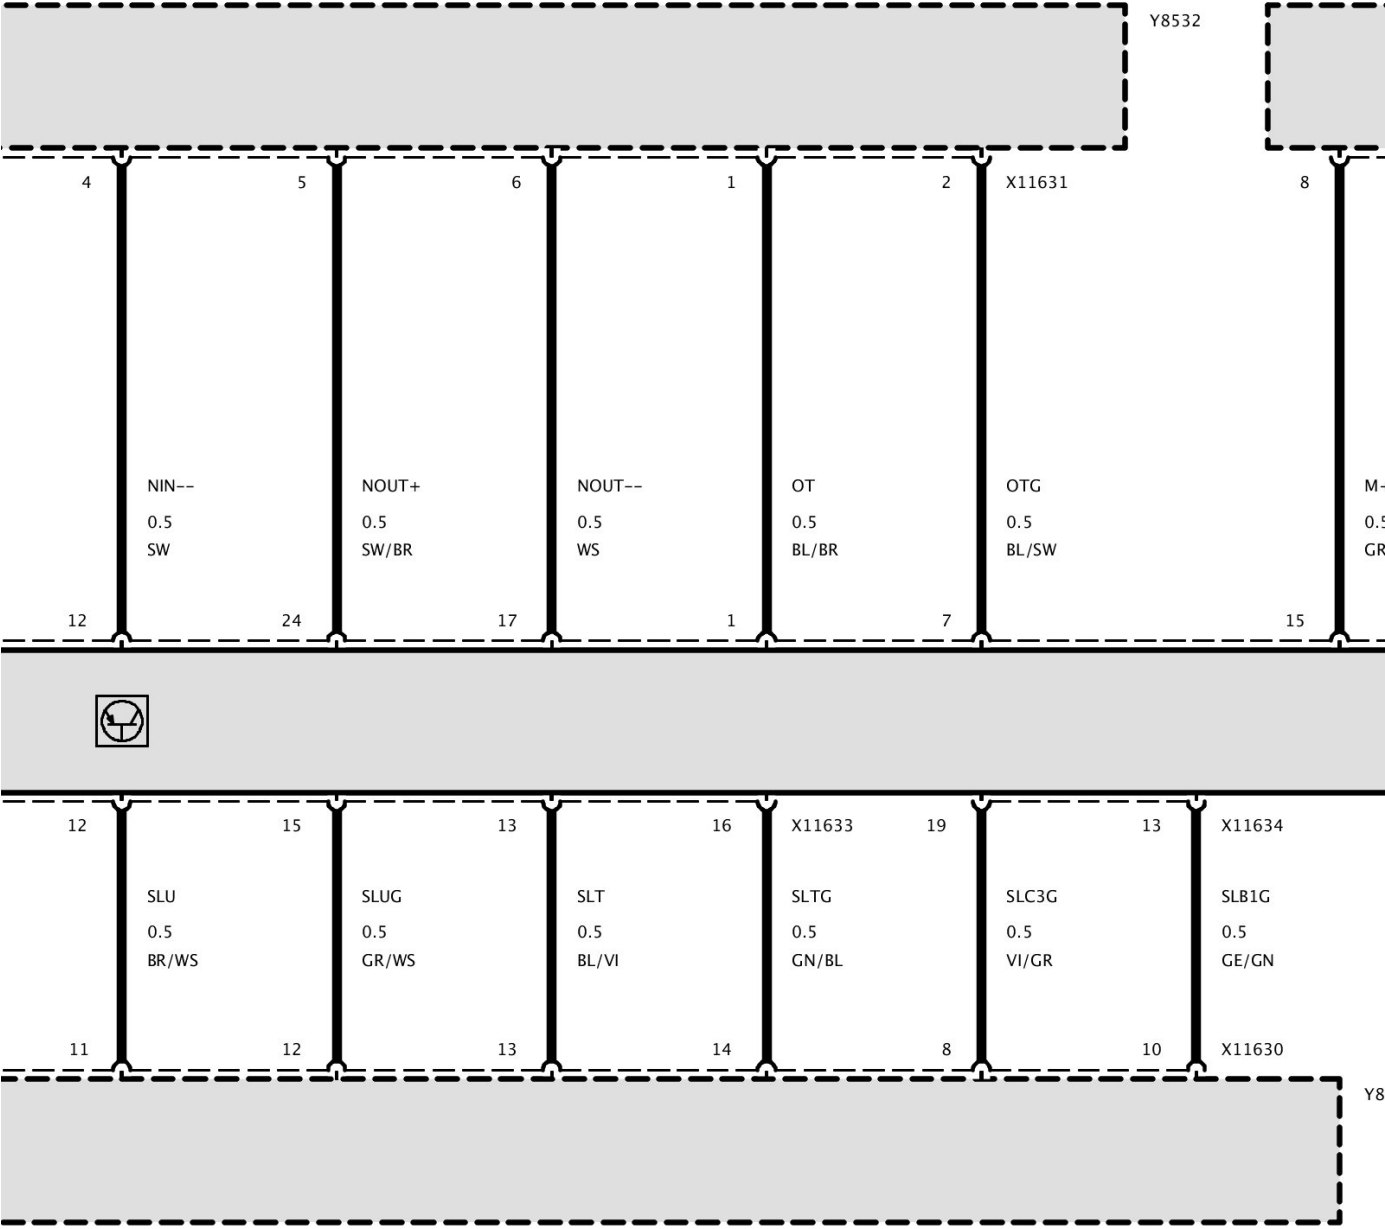 Y8532
4 5 6 1 2 X11631 8
NIN-- NOUT+ NOUT-- OT OTG M-
0.5 0.5 0.5 0.5 0.5 0.5
SW SW/BR WS BL/BR BL/SW GR
12 24 17 1 7 15
12 15 13 16 X11633 19 13 X11634
SLU SLUG SLT SLTG SLC3G SLB1G
0.5 0.5 0.5 0.5 0.5 0.5
BR/WS GR/WS BL/VI GN/BL VI/GR GE/GN
11 12 13 14 8 10 X11630
Y8